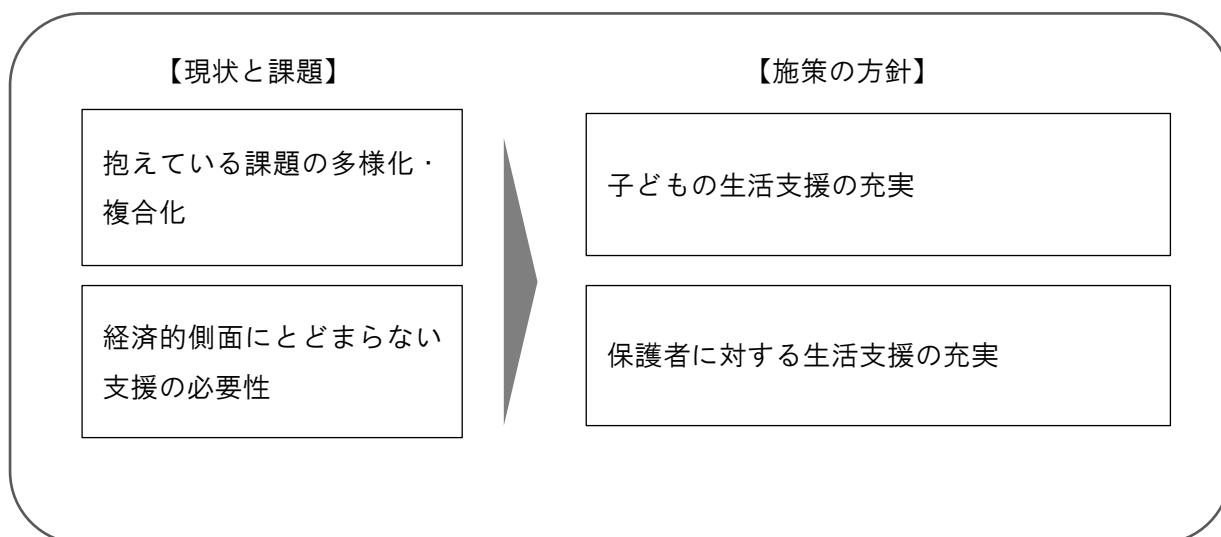 【現状と課題】
抱えている課題の多様化・
複合化
経済的側面にとどまらない
支援の必要性
【施策の方針】
子どもの生活支援の充実
保護者に対する生活支援の充実